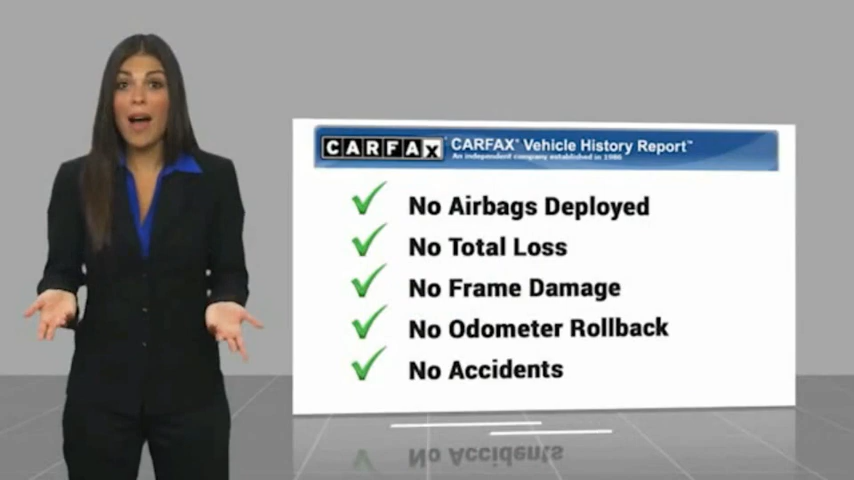 CARFAX CARFAX® Vehicle History Report™
An independent company established in 1986
No Airbags Deployed
No Total Loss
No Frame Damage
No Odometer Rollback
No Accidents
No Accidents